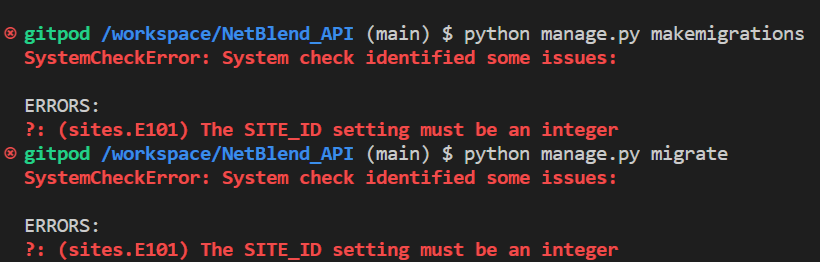 gitpod /workspace/NetBlend_API (main) $ python manage.py makemigrations
SystemCheckError: System check identified some issues:
ERRORS:
?: (sites.E101) The SITE_ID setting must be an integer
gitpod /workspace/NetBlend_API (main) $ python manage.py migrate
SystemCheckError: System check identified some issues:
ERRORS:
?: (sites.E101) The SITE_ID setting must be an integer